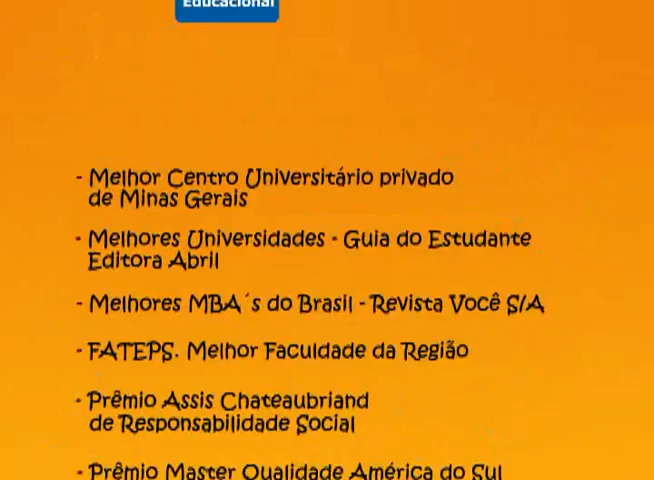 Educacional
- Melhor Centro Universitário privado
de Minas Gerais
- Melhores Universidades - Guia do Estudante
Editora Abril
- Melhores MBA´s do Brasil - Revista Você S/A
- FATEPS. Melhor Faculdade da Região
- Prêmio Assis Chateaubriand
de Responsabilidade Social
- Prêmio Master Qualidade América do Sul